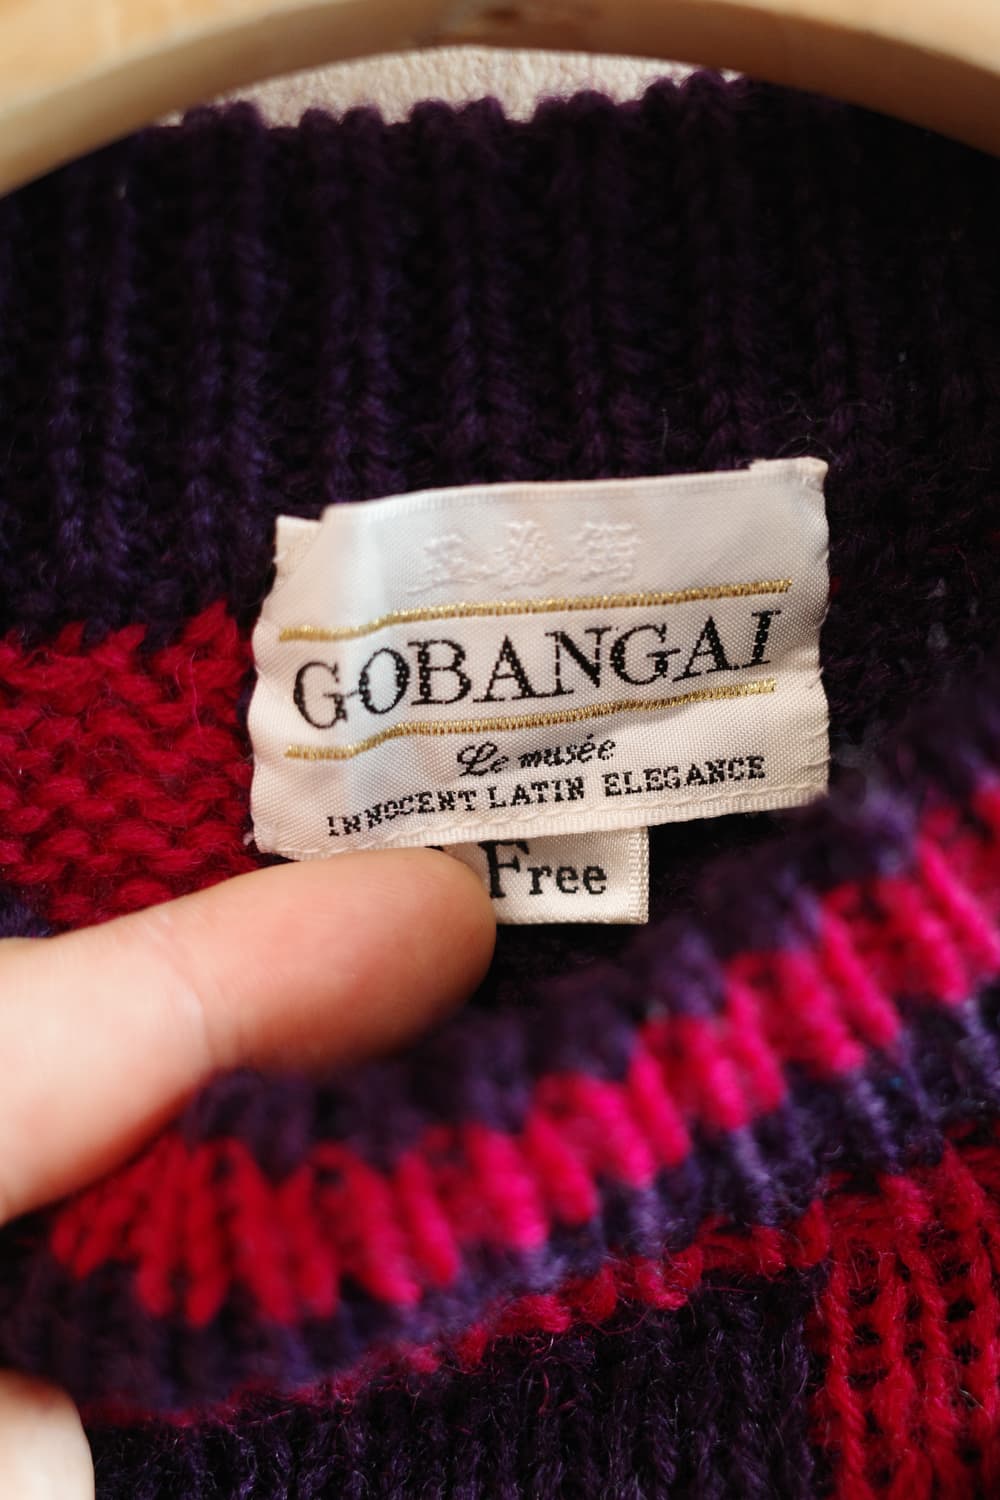 GOBANGAI
Le musée
INNOCENT LATIN ELEGANCE
Free